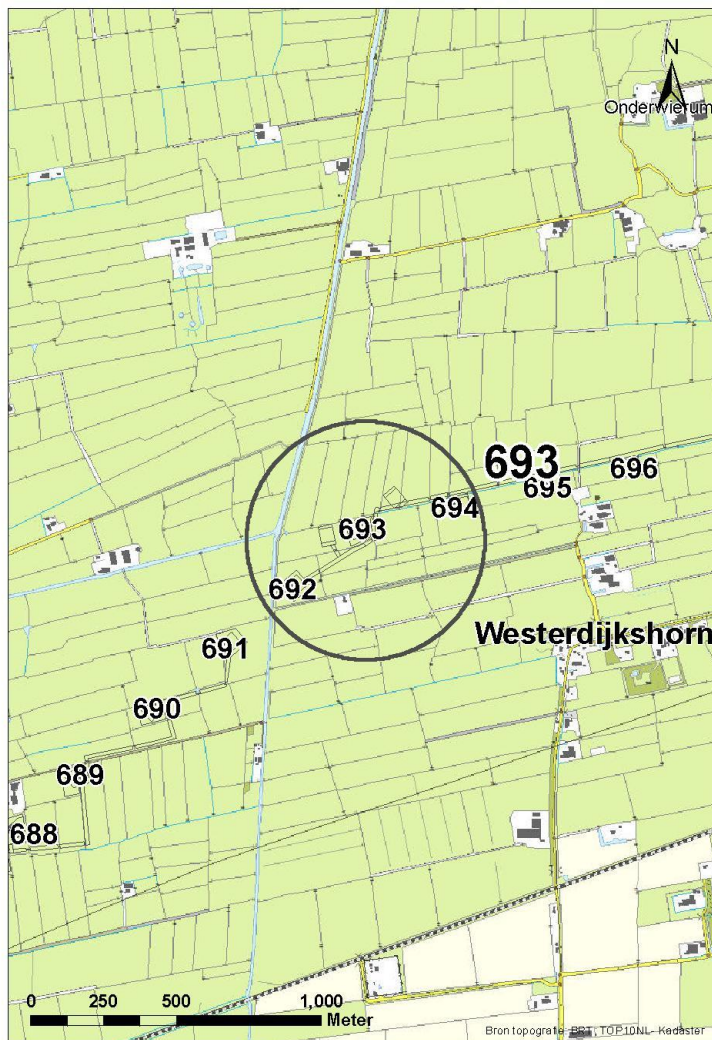 N
Onderwierum
693
696
695
694
693
692
Westerdijkshorn
691
690
689
688
0 250 500 1,000
Meter
Bron topografie: BRT, TOP10NL- Kadaster